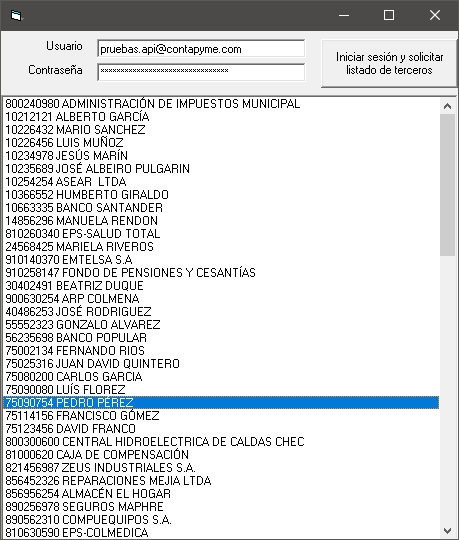 Usuario
pruebas.api@contapyme.com
Iniciar sesión y solicitar
listado de terceros
Contraseña
800240980 ADMINISTRACIÓN DE IMPUESTOS MUNICIPAL
10212121 ALBERTO GARCÍA
10226432 MARIO SANCHEZ
10226456 LUIS MUÑOZ
10234978 JESÚS MARÍN
10235689 JOSÉ ALBEIRO PULGARIN
10254254 ASEAR  LTDA
10366552 HUMBERTO GIRALDO
10663335 BANCO SANTANDER
14856296 MANUELA RENDON
810260340 EPS-SALUD TOTAL
24568425 MARIELA RIVEROS
910140370 EMTELSA S.A
910258147 FONDO DE PENSIONES Y CESANTÍAS
30402491 BEATRIZ DUQUE
900630254 ARP COLMENA
40486253 JOSÉ RODRIGUEZ
55552323 GONZALO ALVAREZ
56235698 BANCO POPULAR
75002134 FERNANDO RIOS
75025316 JUAN DAVID QUINTERO
75080200 CARLOS GARCIA
75090080 LUÍS FLOREZ
75090754 PEDRO PÉREZ
75114156 FRANCISCO GÓMEZ
75123456 DAVID FRANCO
800300600 CENTRAL HIDROELECTRICA DE CALDAS CHEC
81000620 CAJA DE COMPENSACIÓN
821456987 ZEUS INDUSTRIALES S.A.
856452326 REPARACIONES MEJIA LTDA
856956254 ALMACÉN EL HOGAR
890256978 SEGUROS MAPHRE
890562310 COMPUEQUIPOS S.A.
810630590 EPS-COLMEDICA